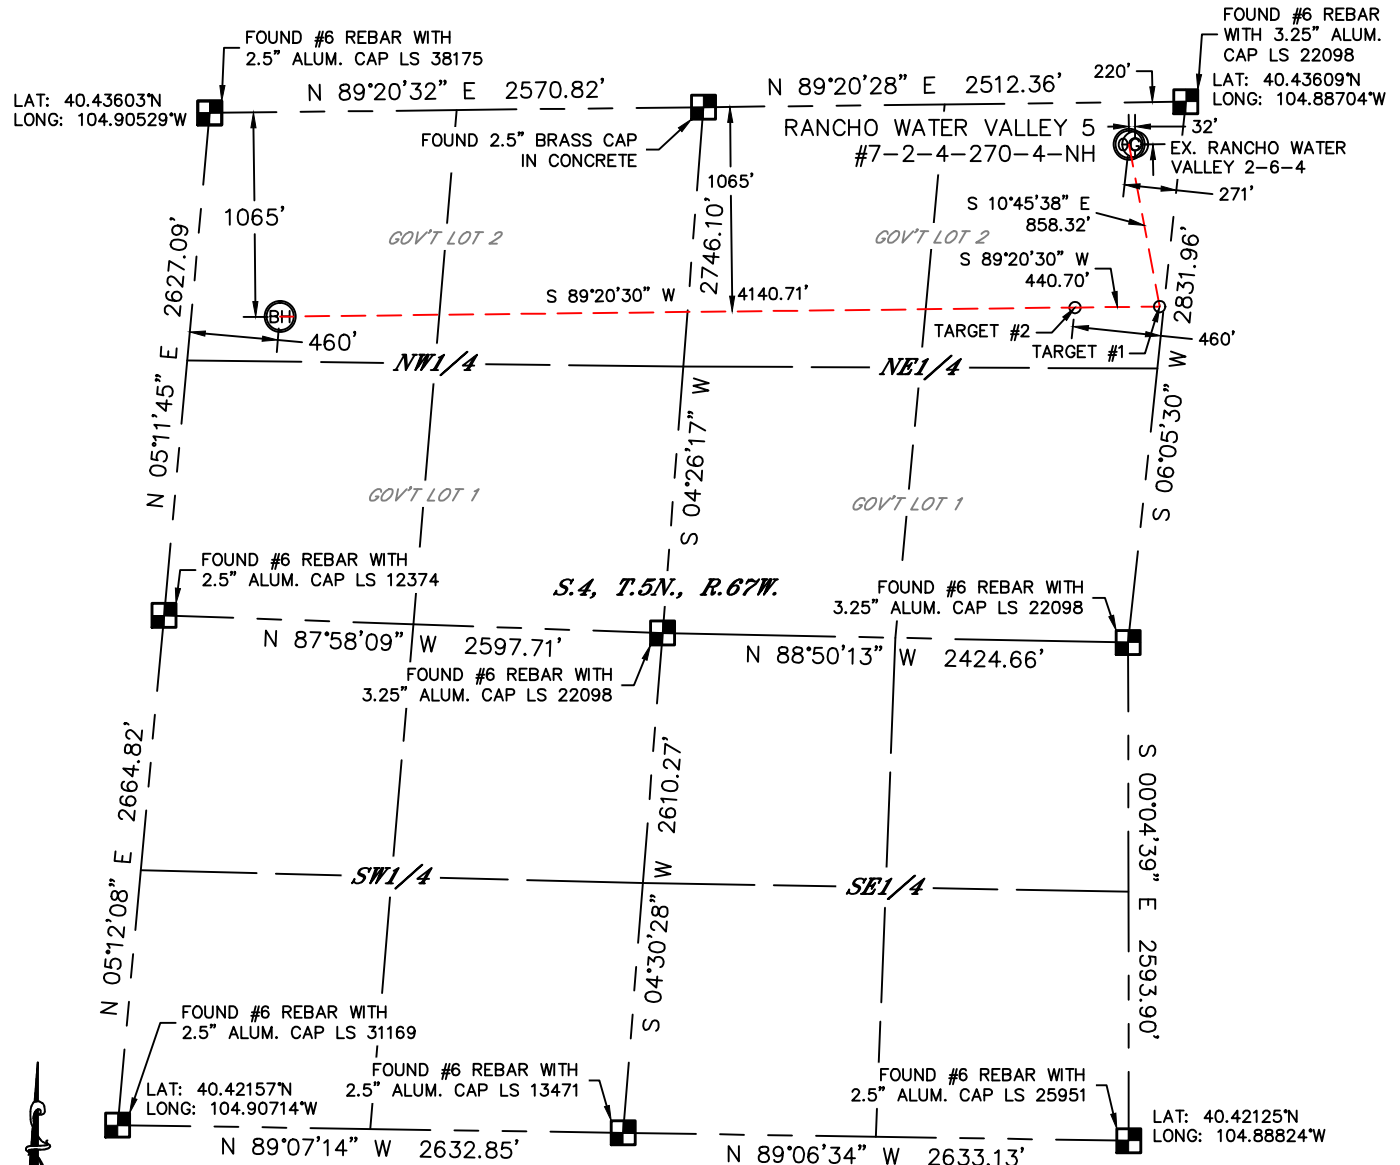 FOUND #6 REBAR WITH
2.5" ALUM. CAP LS 38175
FOUND #6 REBAR
WITH 3.25" ALUM.
CAP LS 22098
LAT: 40.43603°N
LONG: 104.90529°W
N 89°20'32" E 2570.82'
N 89°20'28" E 2512.36'
220'
LAT: 40.43609°N
LONG: 104.88704°W
FOUND 2.5" BRASS CAP
IN CONCRETE
RANCHO WATER VALLEY 5
#7-2-4-270-4-NH
32'
EX. RANCHO WATER
VALLEY 2-6-4
271'
1065'
1065'
GOV'T LOT 2
GOV'T LOT 2
S 10°45'38" E
858.32'
S 89°20'30" W
440.70'
S 89°20'30" W 4140.71'
BH
460'
TARGET #2
TARGET #1
460'
N 05°11'45" E 2627.09'
S 04°26'17" W 2746.10'
S 06°05'30" W 2831.96'
NW1/4
NE1/4
GOV'T LOT 1
GOV'T LOT 1
FOUND #6 REBAR WITH
2.5" ALUM. CAP LS 12374
S.4, T.5N., R.67W.
FOUND #6 REBAR WITH
3.25" ALUM. CAP LS 22098
N 87°58'09" W 2597.71'
N 88°50'13" W 2424.66'
FOUND #6 REBAR WITH
3.25" ALUM. CAP LS 22098
N 05°12'08" E 2664.82'
S 04°30'28" W 2610.27'
S 00°04'39" E 2593.90'
SW1/4
SE1/4
FOUND #6 REBAR WITH
2.5" ALUM. CAP LS 31169
FOUND #6 REBAR WITH
2.5" ALUM. CAP LS 13471
FOUND #6 REBAR WITH
2.5" ALUM. CAP LS 25951
LAT: 40.42157°N
LONG: 104.90714°W
LAT: 40.42125°N
LONG: 104.88824°W
N 89°07'14" W 2632.85'
N 89°06'34" W 2633.13'